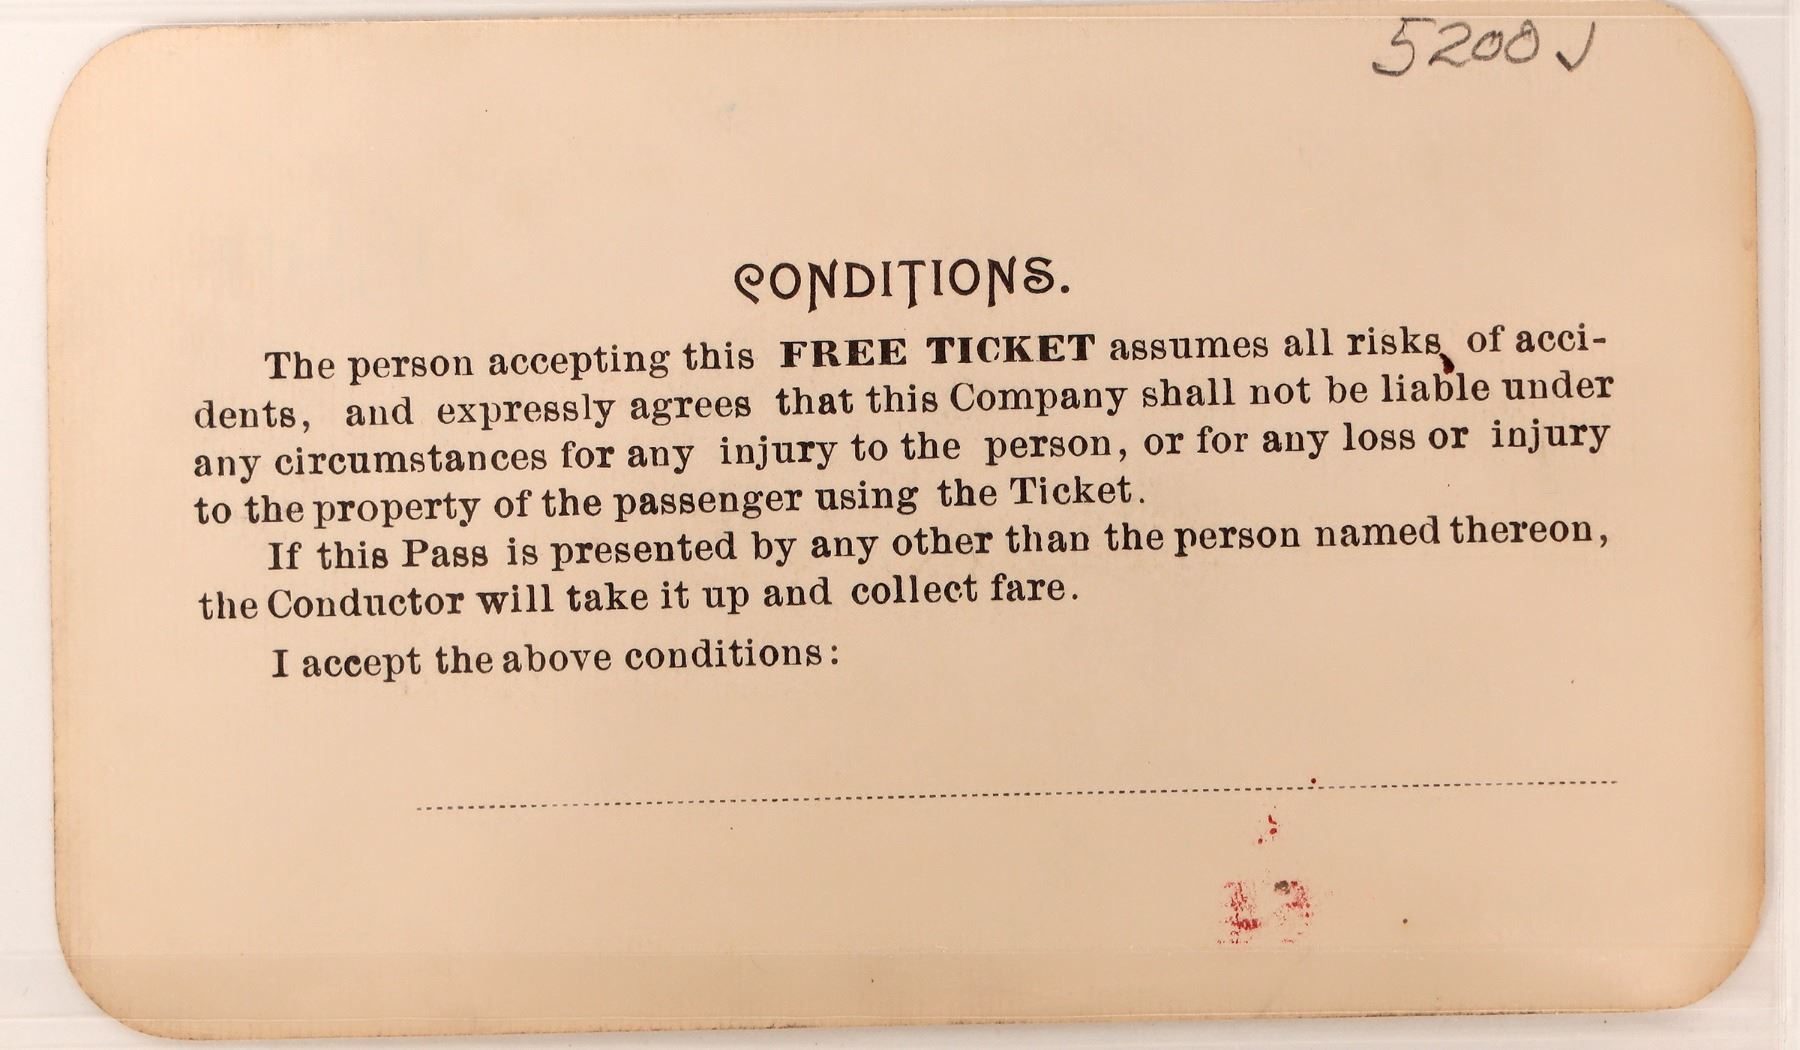 5200 J
CONDITIONS.
The person accepting this FREE TICKET assumes all risks of acci-
dents, and expressly agrees that this Company shall not be liable under
any circumstances for any injury to the person, or for any loss or injury
to the property of the passenger using the Ticket.
If this Pass is presented by any other than the person named thereon,
the Conductor will take it up and collect fare.
I accept the above conditions: